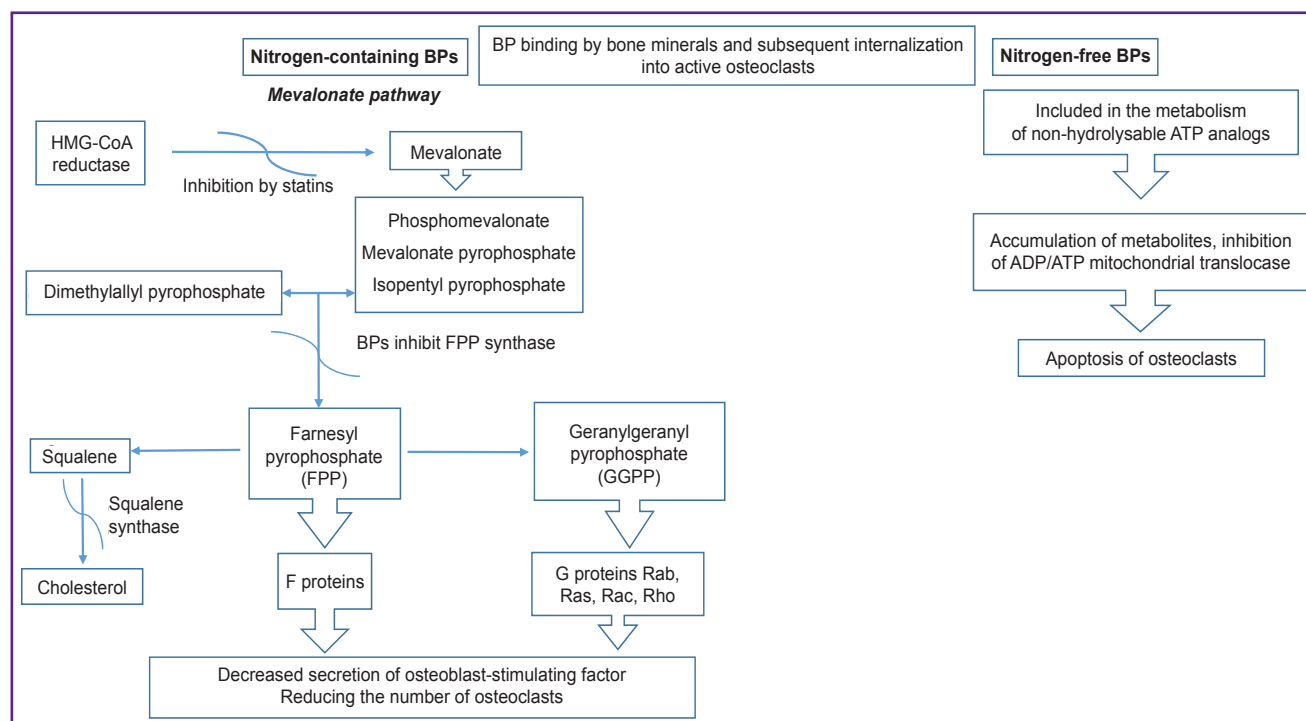 Nitrogen-containing BPs
BP binding by bone minerals and subsequent internalization
into active osteoclasts
Nitrogen-free BPs
Mevalonate pathway
HMG-CoA
reductase
Inhibition by statins
Mevalonate
Included in the metabolism
of non-hydrolysable ATP analogs
Phosphomevalonate
Mevalonate pyrophosphate
Isopentyl pyrophosphate
Dimethylallyl pyrophosphate
Accumulation of metabolites, inhibition
of ADP/ATP mitochondrial translocase
BPs inhibit FPP synthase
Apoptosis of osteoclasts
Squalene
Farnesyl
pyrophosphate
(FPP)
Geranylgeranyl
pyrophosphate
(GGPP)
Squalene
synthase
Cholesterol
F proteins
G proteins Rab,
Ras, Rac, Rho
Decreased secretion of osteoblast-stimulating factor
Reducing the number of osteoclasts